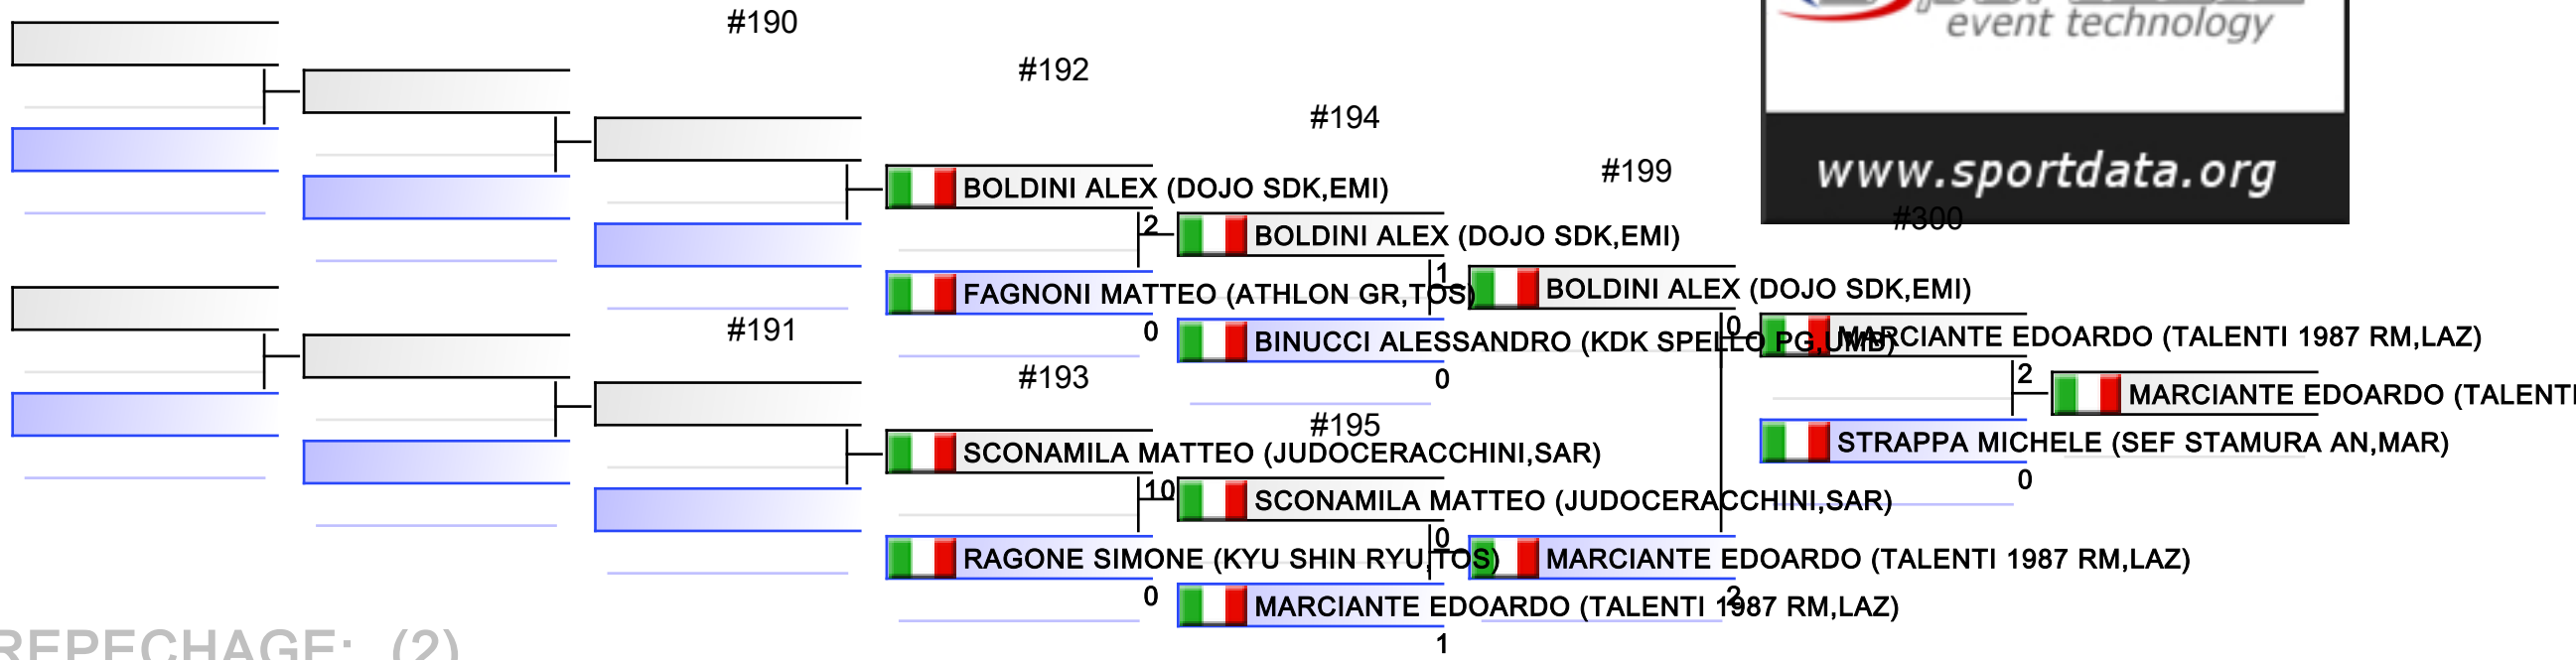 event technology
#190
#192
#194
www.sportdata.org
#199
BOLDINI ALEX (DOJO SDK,EMI)
#300
2
BOLDINI ALEX (DOJO SDK,EMI)
1
BOLDINI ALEX (DOJO SDK,EMI)
FAGNONI MATTEO (ATHLON GR,TOS)
0
#191
0
BINUCCI ALESSANDRO (KDK SPELLO PG,UMB)
MARCIANTE EDOARDO (TALENTI 1987 RM,LAZ)
#193
0
2
MARCIANTE EDOARDO (TALENTI
#195
STRAPPA MICHELE (SEF STAMURA AN,MAR)
SCONAMILA MATTEO (JUDOCERACCHINI,SAR)
0
10
SCONAMILA MATTEO (JUDOCERACCHINI,SAR)
0
RAGONE SIMONE (KYU SHIN RYU,TOS)
MARCIANTE EDOARDO (TALENTI 1987 RM,LAZ)
0
2
MARCIANTE EDOARDO (TALENTI 1987 RM,LAZ)
1
REPECHAGE: (2)